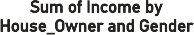 Sum of Income by
House_Owner and Gender